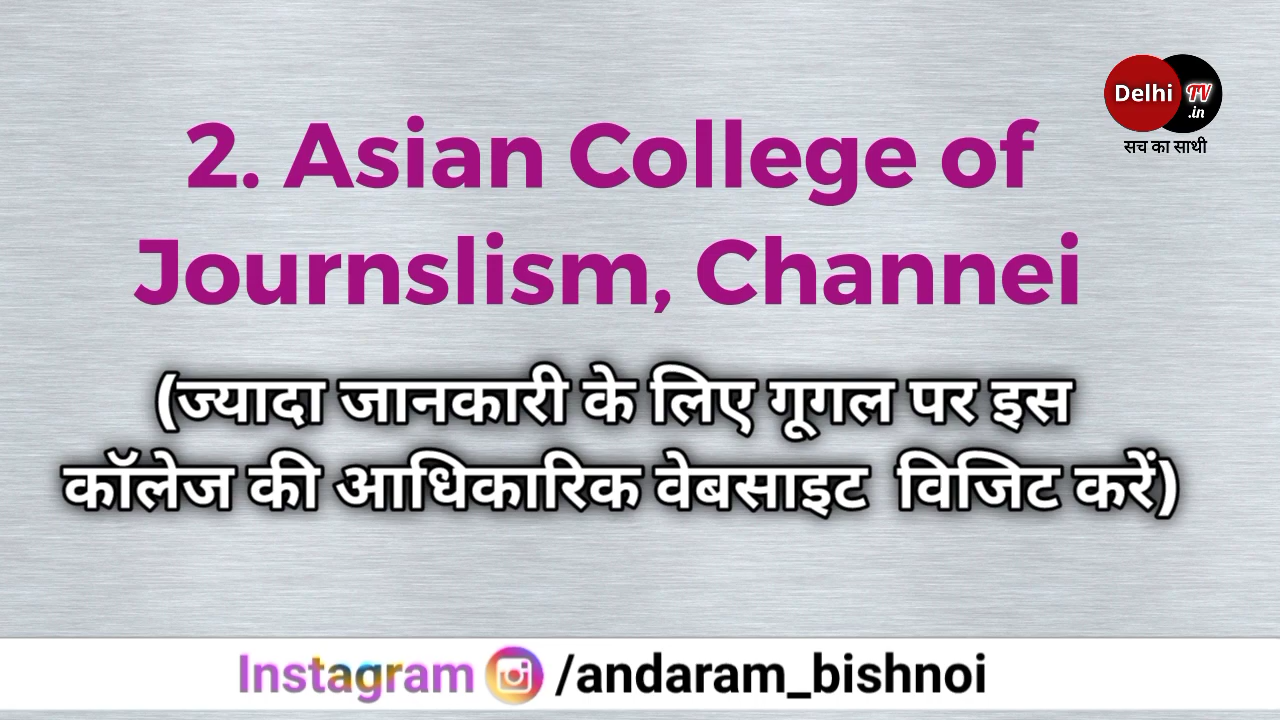 Delhi TV
.in
सच का साथी
2. Asian College of
Journslism, Channei
(ज्यादा जानकारी के लिए गूगल पर इस
कॉलेज की आधिकारिक वेबसाइट विजिट करें)
Instagram /andaram_bishnoi